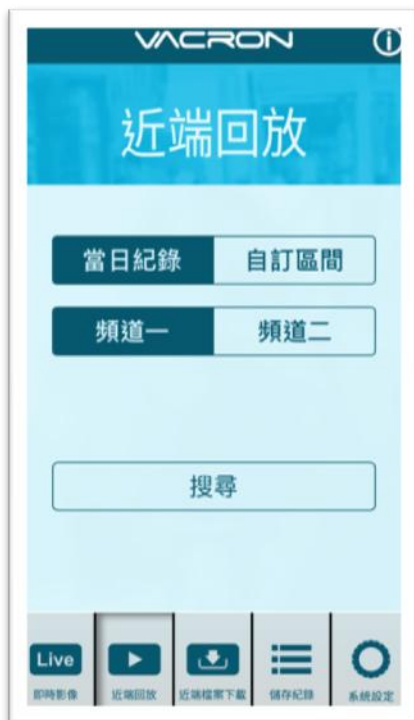 VACRON
近端回放
當日紀錄 自訂區間
頻道一 頻道二
搜尋
Live
即時影像 近端回放 近端檔案下載 儲存紀錄 系統設定